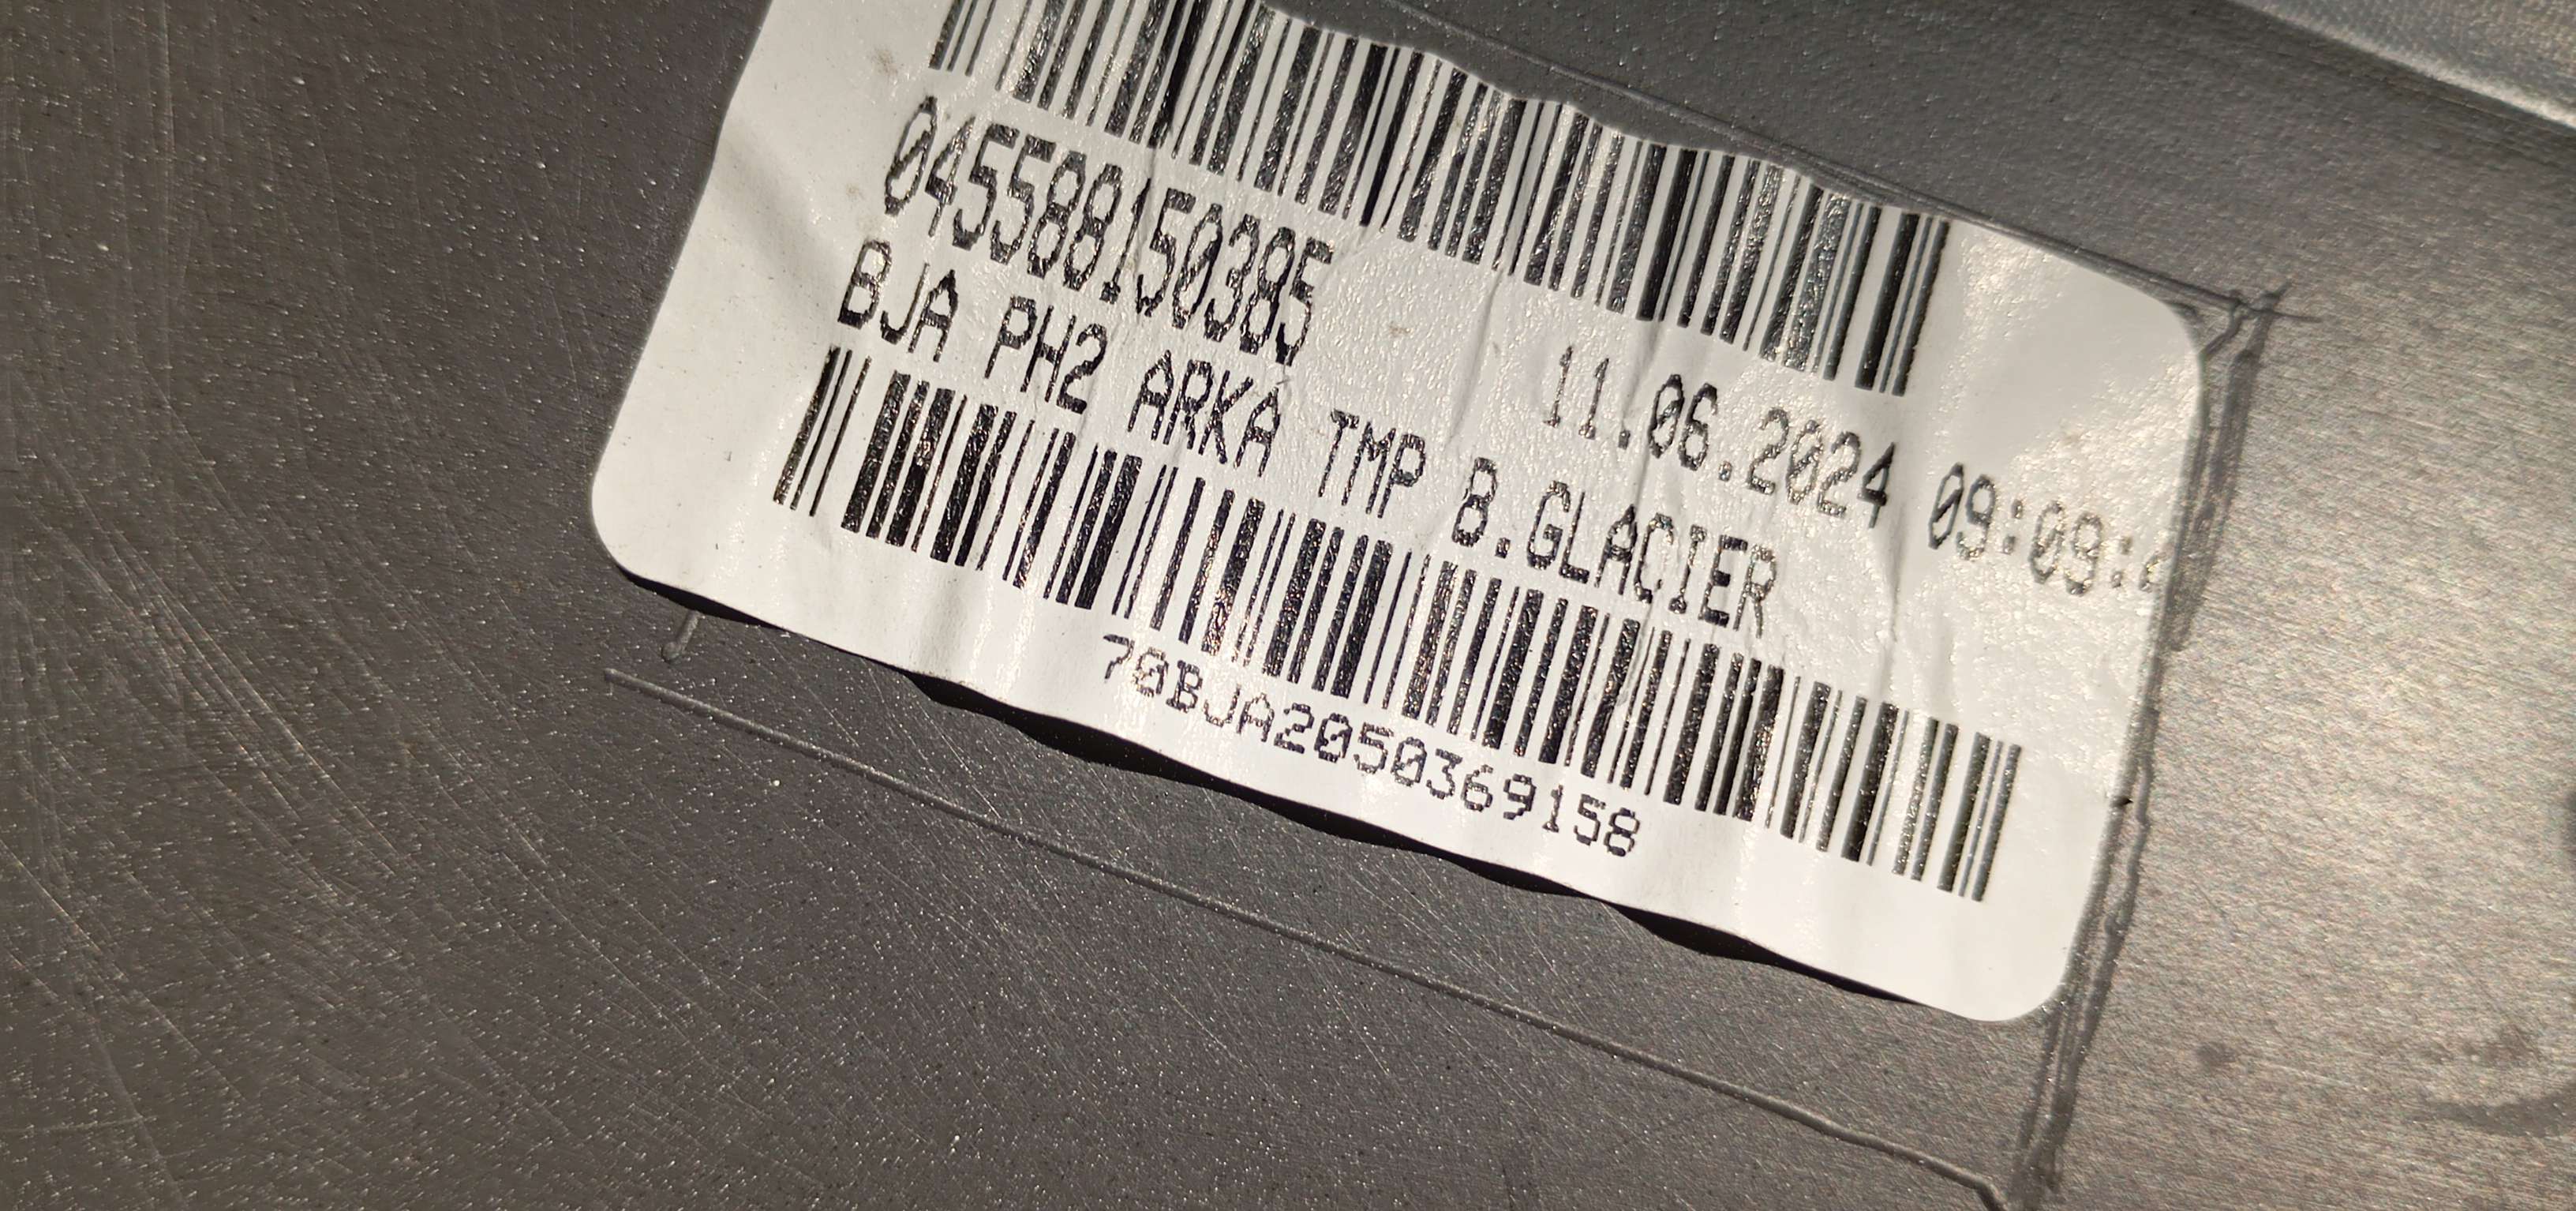 045588150385
11.06.2024 09:09:
BJA PH2 ARKA TMP B.GLACIER
70BJA2050369158